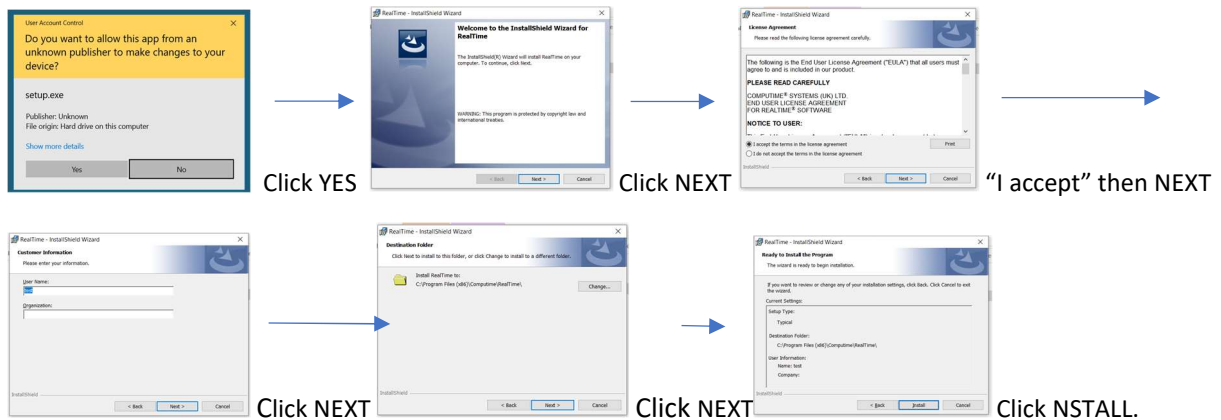 User Account Control
Do you want to allow this app from an
unknown publisher to make changes to your
device?
setup.exe
Publisher: Unknown
File origin: Hard drive on this computer
Show more details
Yes
No
Click YES
RealTime - InstallShield Wizard
Welcome to the InstallShield Wizard for
RealTime
The InstallShield(R) Wizard will install RealTime on your
computer. To continue, click Next.
WARNING: This program is protected by copyright law and
international treaties.
< Back
Next >
Cancel
Click NEXT
RealTime - InstallShield Wizard
License Agreement
Please read the following license agreement carefully.
The following is the End User License Agreement ("EULA") that all users must
agree to and is included in our product.
PLEASE READ CAREFULLY
COMPUTIME® SYSTEMS (UK) LTD.
END USER LICENSE AGREEMENT
FOR REALTIME® SOFTWARE
NOTICE TO USER:
I accept the terms in the license agreement
I do not accept the terms in the license agreement
Print
InstallShield
< Back
Next >
Cancel
“I accept” then NEXT
RealTime - InstallShield Wizard
Customer Information
Please enter your information.
User Name:
test
Organization:
InstallShield
< Back
Next >
Cancel
Click NEXT
RealTime - InstallShield Wizard
Destination Folder
Click Next to install to this folder, or click Change to install to a different folder.
Install RealTime to:
C:\Program Files (x86)\Computime\RealTime\
Change...
InstallShield
< Back
Next >
Cancel
Click NEXT
RealTime - InstallShield Wizard
Ready to Install the Program
The wizard is ready to begin installation.
If you want to review or change any of your installation settings, click Back. Click Cancel to exit
the wizard.
Current Settings:
Setup Type:
Typical
Destination Folder:
C:\Program Files (x86)\Computime\RealTime\
User Information:
Name: test
Company:
InstallShield
< Back
Install
Cancel
Click NSTALL.